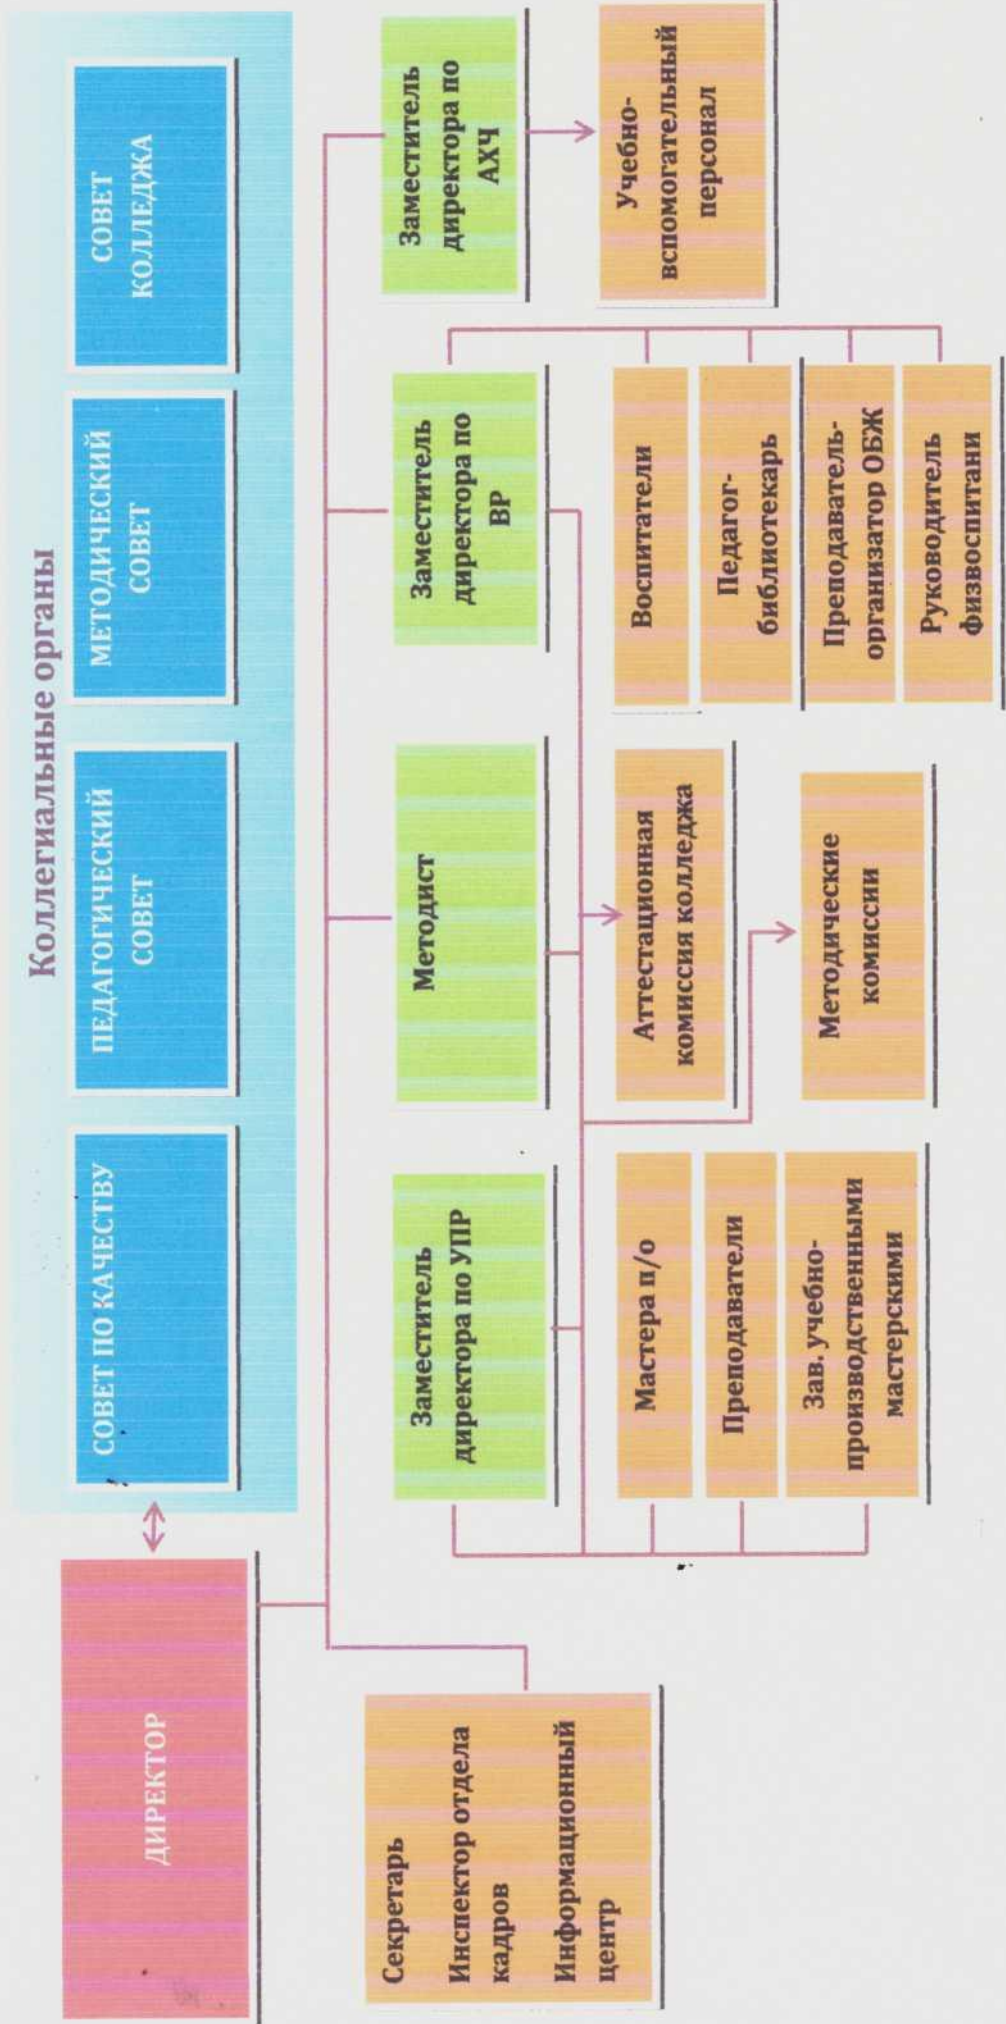 Коллегиальные органы
ДИРЕКТОР
СОВЕТ ПО КАЧЕСТВУ
ПЕДАГОГИЧЕСКИЙ
СОВЕТ
МЕТОДИЧЕСКИЙ
СОВЕТ
СОВЕТ
КОЛЛЕДЖА
Секретарь
Инспектор отдела
кадров
Информационный
центр
Заместитель
директора по УПР
Методист
Заместитель
директора по
ВР
Заместитель
директора по
АХЧ
Мастера п/о
Преподаватели
Зав. учебно-
производственными
мастерскими
Аттестационная
комиссия колледжа
Методические
комиссии
Воспитатели
Педагог-
библиотекарь
Преподаватель-
организатор ОБЖ
Руководитель
физвоспитани
Учебно-
вспомогательный
персонал